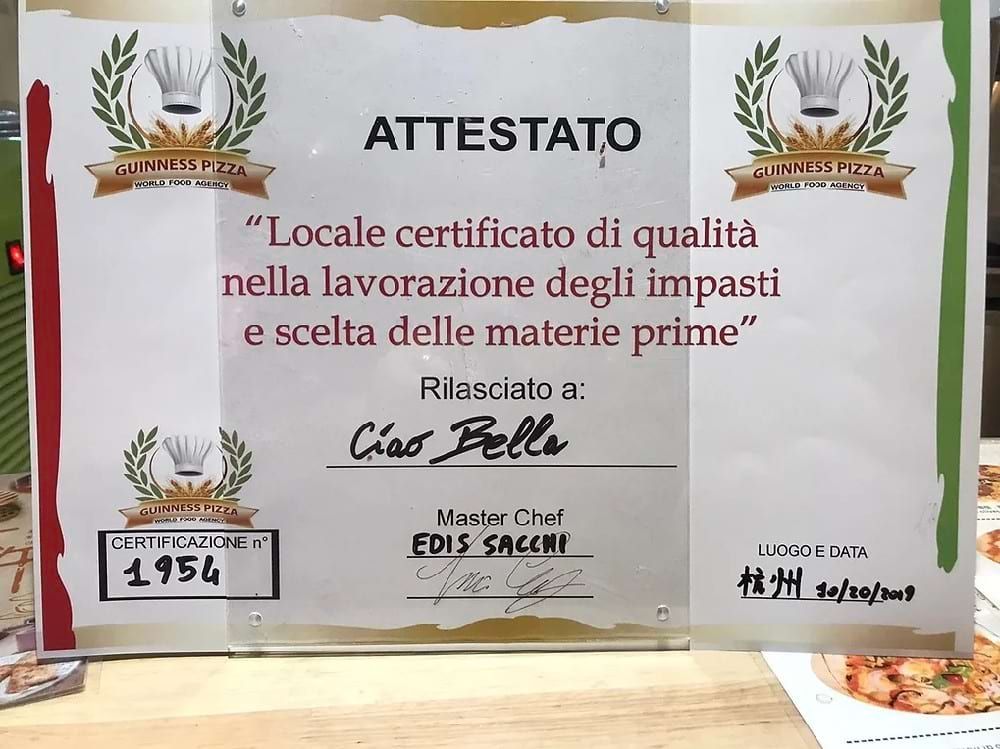 GUINNESS PIZZA
WORLD FOOD AGENCY
ATTESTATO
GUINNESS PIZZA
WORLD FOOD AGENCY
“Locale certificato di qualità
nella lavorazione degli impasti
e scelta delle materie prime”
Rilasciato a:
Ciao Bella
GUINNESS PIZZA
WORLD FOOD AGENCY
Master Chef
EDIS SACCHI
CERTIFICAZIONE n°
1954
LUOGO E DATA
杭州 10/20/2019